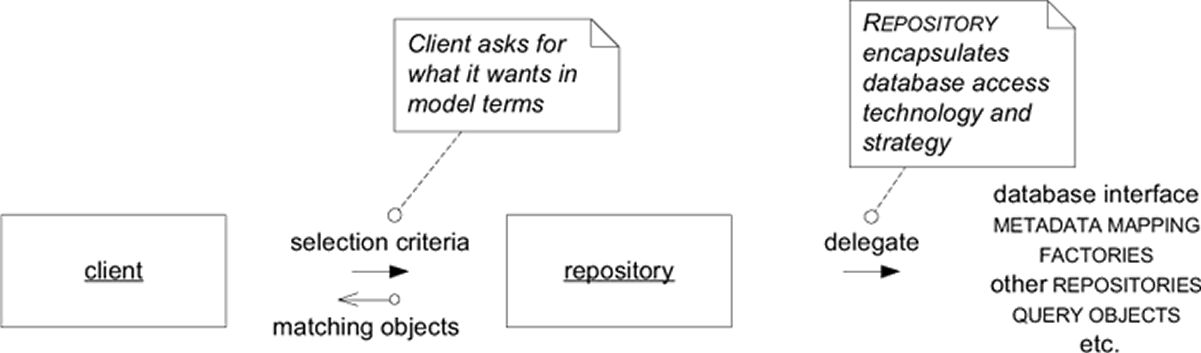 Client asks for
what it wants in
model terms
REPOSITORY
encapsulates
database access
technology and
strategy
client
selection criteria
matching objects
repository
delegate
database interface
METADATA MAPPING
FACTORIES
other REPOSITORIES
QUERY OBJECTS
etc.